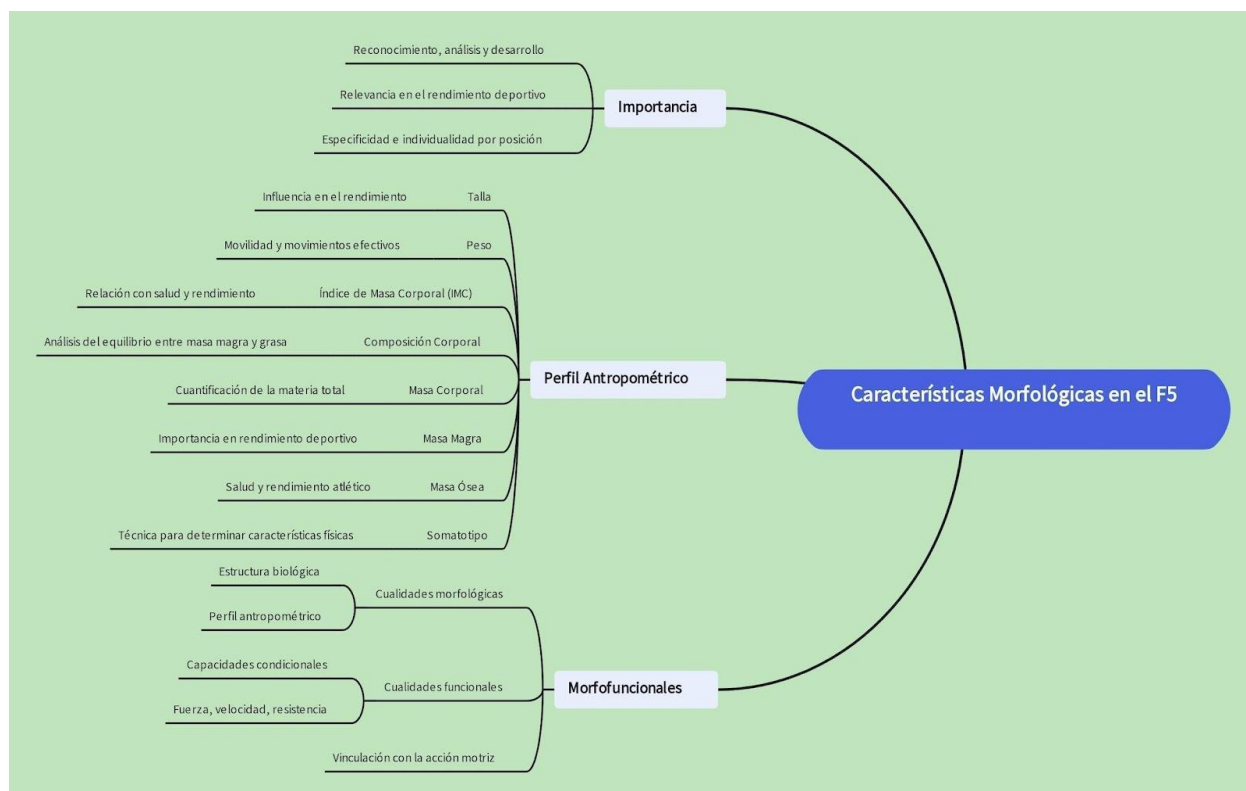 Reconocimiento, análisis y desarrollo
Relevancia en el rendimiento deportivo
Importancia
Especificidad e individualidad por posición
Influencia en el rendimiento Talla
Movilidad y movimientos efectivos Peso
Relación con salud y rendimiento Índice de Masa Corporal (IMC)
Análisis del equilibrio entre masa magra y grasa Composición Corporal
Perfil Antropométrico
Características Morfológicas en el F5
Cuantificación de la materia total Masa Corporal
Importancia en rendimiento deportivo Masa Magra
Salud y rendimiento atlético Masa Ósea
Técnica para determinar características físicas Somatotipo
Estructura biológica
Cualidades morfológicas
Perfil antropométrico
Capacidades condicionales
Cualidades funcionales
Morfofuncionales
Fuerza, velocidad, resistencia
Vinculación con la acción motriz